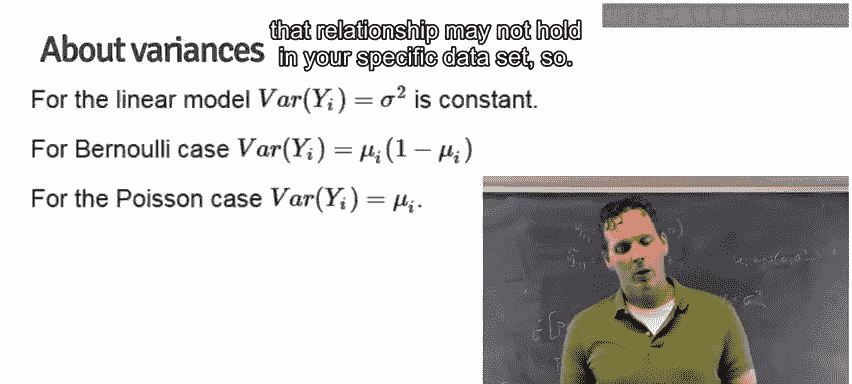 that relationship may not hold
in your specific data set, so.
About variances
For the linear model Var(Y_i) = σ² is constant.
For Bernoulli case Var(Y_i) = μ_i(1 − μ_i)
For the Poisson case Var(Y_i) = μ_i.